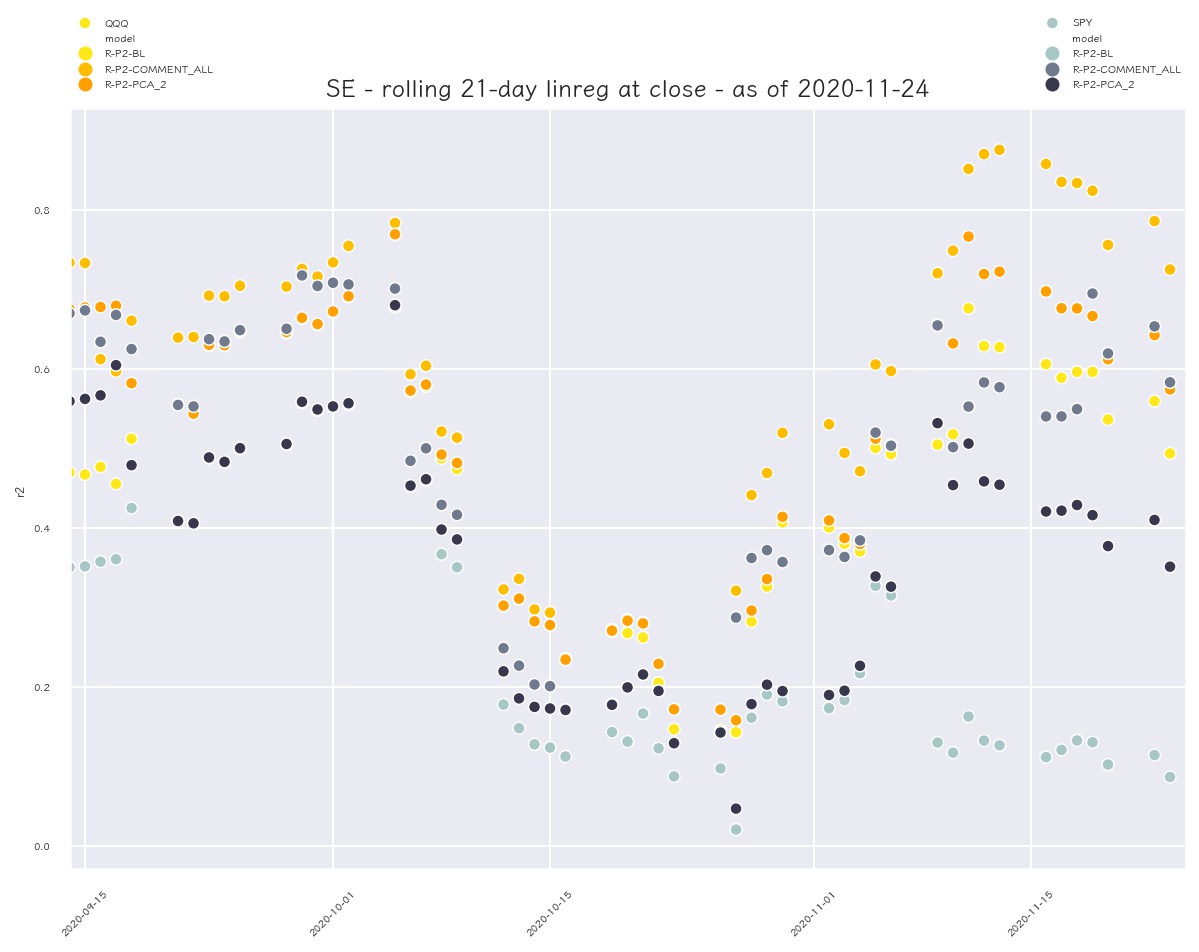 QQQ
model
R-P2-BL
R-P2-COMMENT_ALL
R-P2-PCA_2
SPY
model
R-P2-BL
R-P2-COMMENT_ALL
R-P2-PCA_2
SE - rolling 21-day linreg at close - as of 2020-11-24
0.8
0.6
r2
0.4
0.2
0.0
2020-09-15
2020-10-01
2020-10-15
2020-11-01
2020-11-15